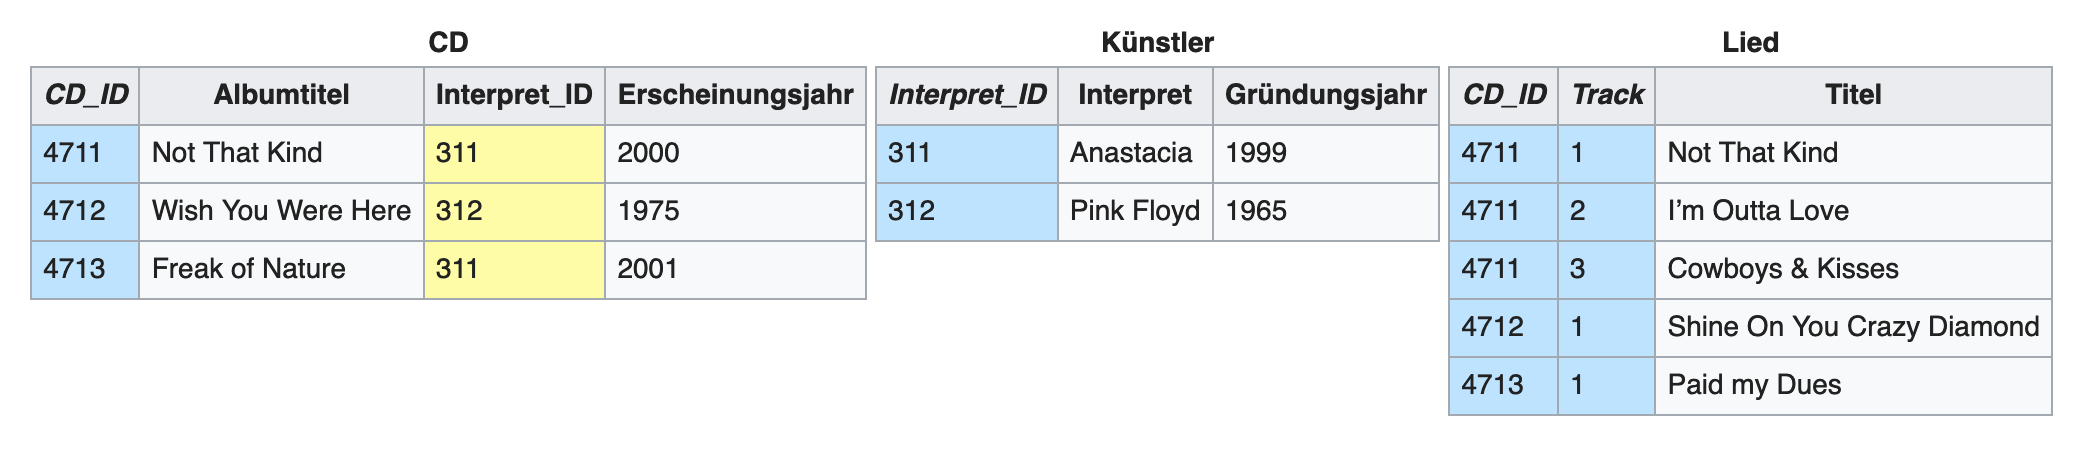 CD
CD_ID Albumtitel Interpret_ID Erscheinungsjahr
4711 Not That Kind 311 2000
4712 Wish You Were Here 312 1975
4713 Freak of Nature 311 2001
Künstler
Interpret_ID Interpret Gründungsjahr
311 Anastacia 1999
312 Pink Floyd 1965
Lied
CD_ID Track Titel
4711 1 Not That Kind
4711 2 I’m Outta Love
4711 3 Cowboys & Kisses
4712 1 Shine On You Crazy Diamond
4713 1 Paid my Dues